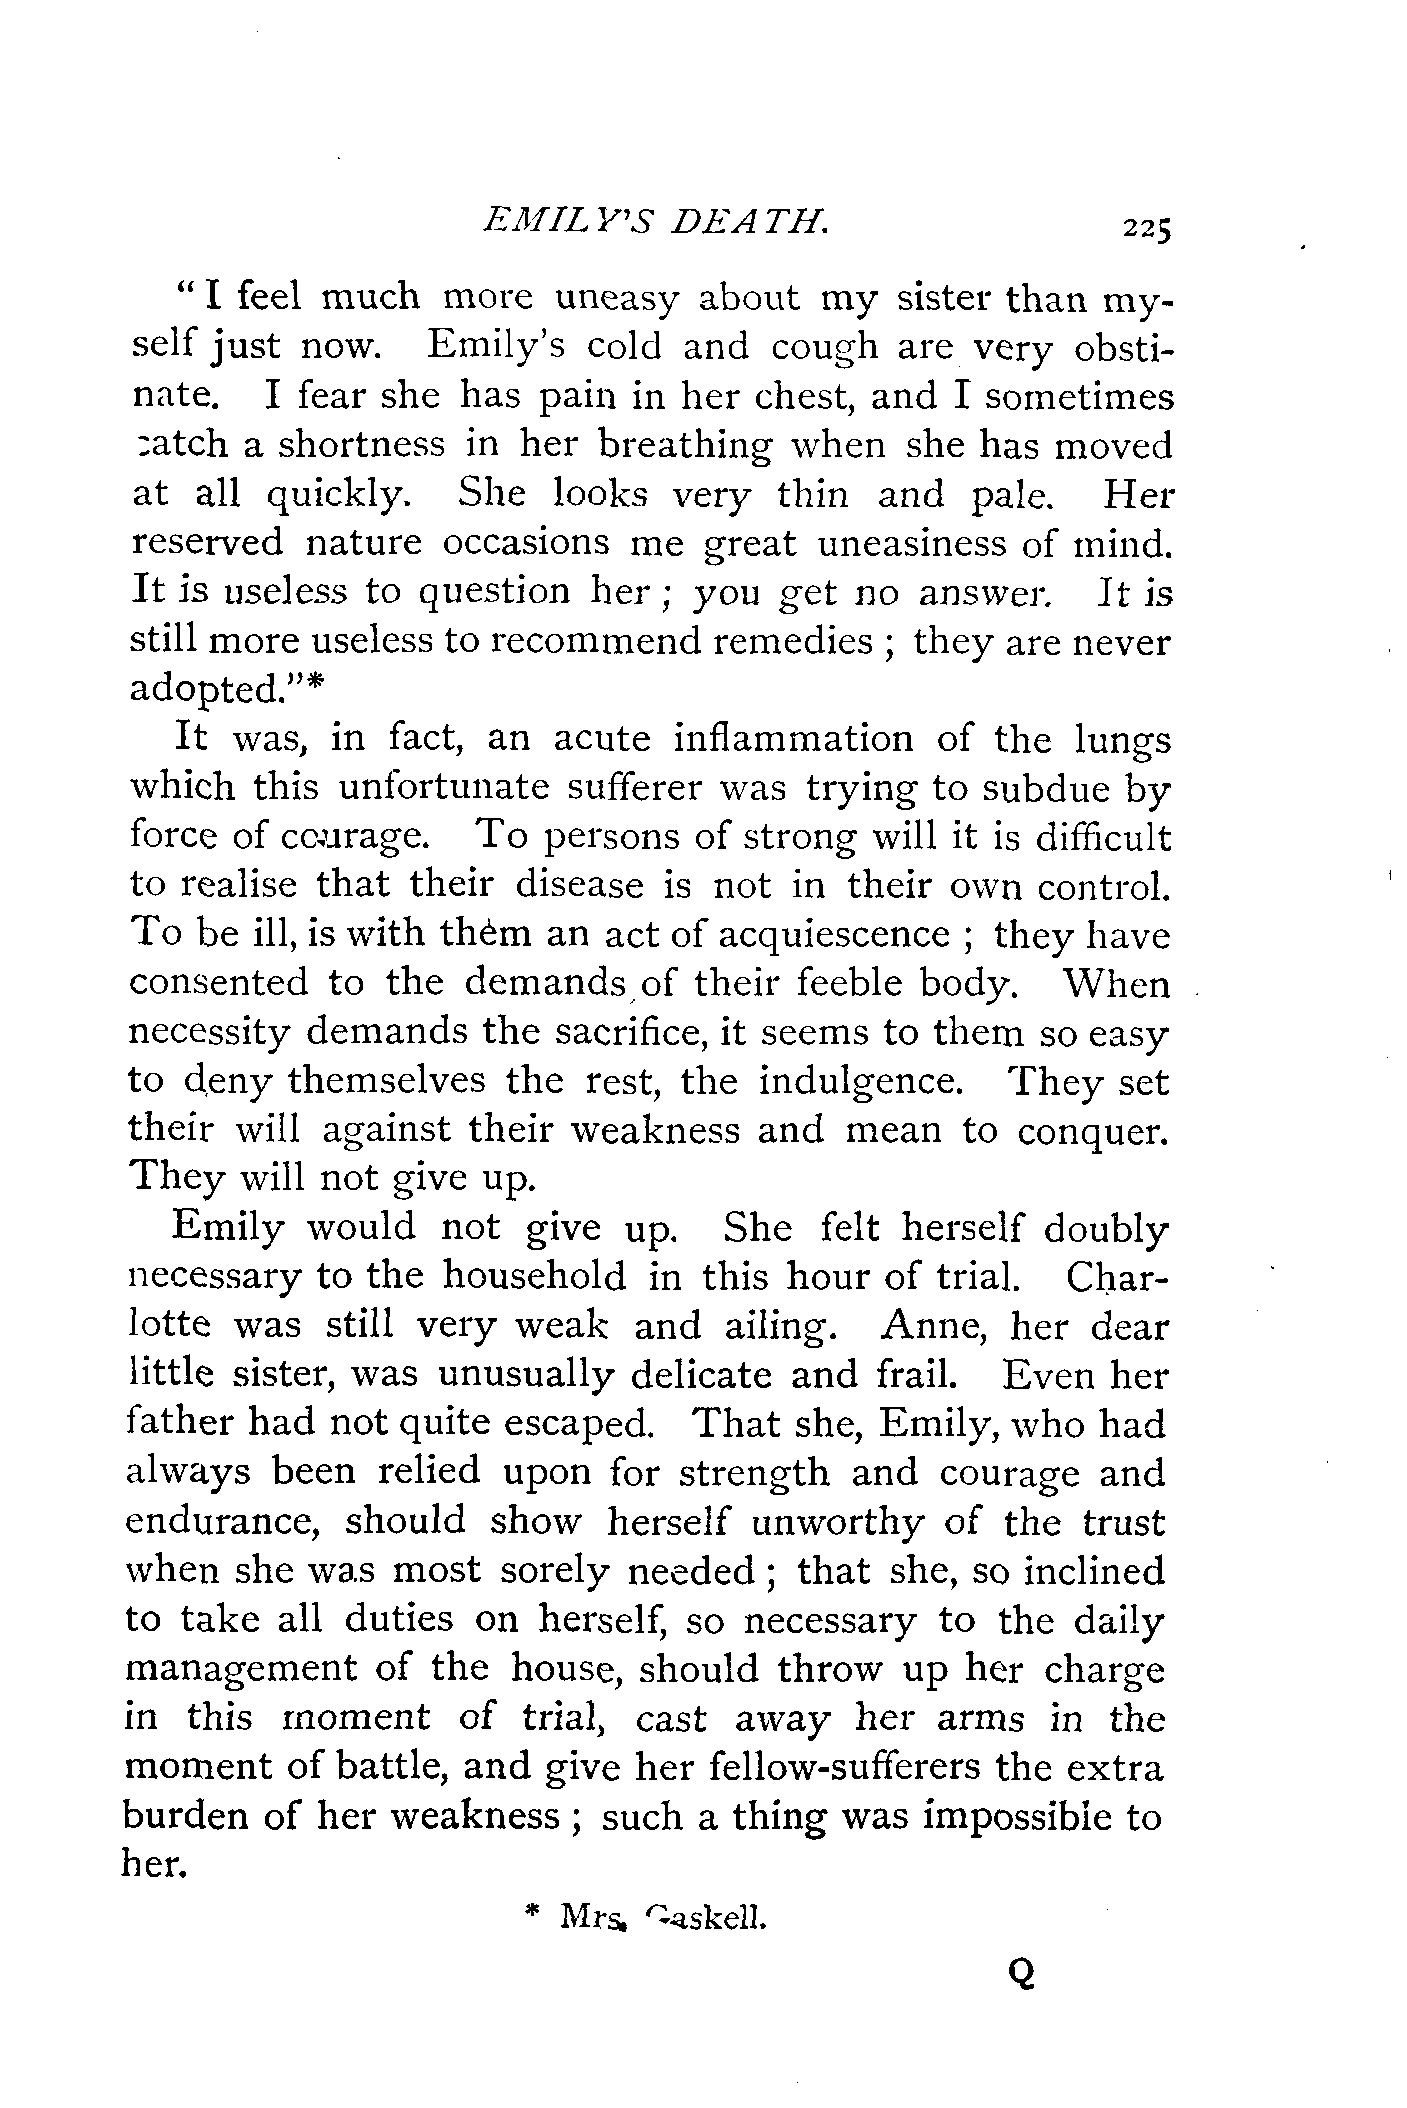 EMILY'S DEATH. 225
"I feel much more uneasy about my sister than my-
self just now. Emily's cold and cough are very obsti-
nate. I fear she has pain in her chest, and I sometimes
catch a shortness in her breathing when she has moved
at all quickly. She looks very thin and pale. Her
reserved nature occasions me great uneasiness of mind.
It is useless to question her ; you get no answer. It is
still more useless to recommend remedies ; they are never
adopted."*
It was, in fact, an acute inflammation of the lungs
which this unfortunate sufferer was trying to subdue by
force of courage. To persons of strong will it is difficult
to realise that their disease is not in their own control.
To be ill, is with them an act of acquiescence ; they have
consented to the demands of their feeble body. When
necessity demands the sacrifice, it seems to them so easy
to deny themselves the rest, the indulgence. They set
their will against their weakness and mean to conquer.
They will not give up.
Emily would not give up. She felt herself doubly
necessary to the household in this hour of trial. Char-
lotte was still very weak and ailing. Anne, her dear
little sister, was unusually delicate and frail. Even her
father had not quite escaped. That she, Emily, who had
always been relied upon for strength and courage and
endurance, should show herself unworthy of the trust
when she was most sorely needed ; that she, so inclined
to take all duties on herself, so necessary to the daily
management of the house, should throw up her charge
in this moment of trial, cast away her arms in the
moment of battle, and give her fellow-sufferers the extra
burden of her weakness ; such a thing was impossible to
her.
* Mrs. Gaskell.
Q